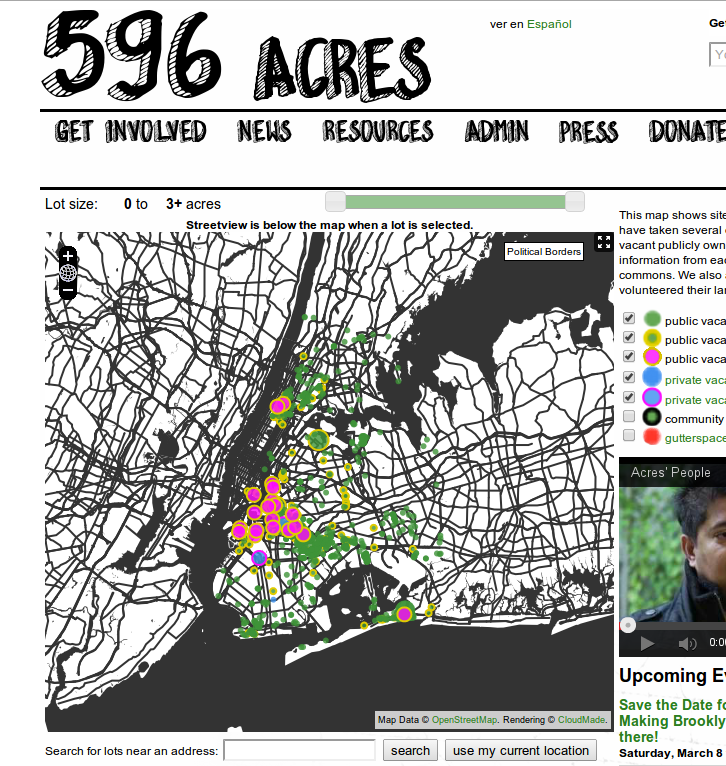 596 ACRES
ver en Español
GET INVOLVED NEWS RESOURCES ADMIN PRESS DONATE
Lot size: 0 to 3+ acres
Streetview is below the map when a lot is selected.
Political Borders
+
−
Map Data © OpenStreetMap. Rendering © CloudMade.
Search for lots near an address: search use my current location
Ge
This map shows site
have taken several
vacant publicly own
information from eac
commons. We also
volunteered their la
public vaca
public vaca
public vaca
private vaca
private vaca
community
gutterspace
Acres' People
0:0
Upcoming Ev
Save the Date fo
Making Brookly
there!
Saturday, March 8